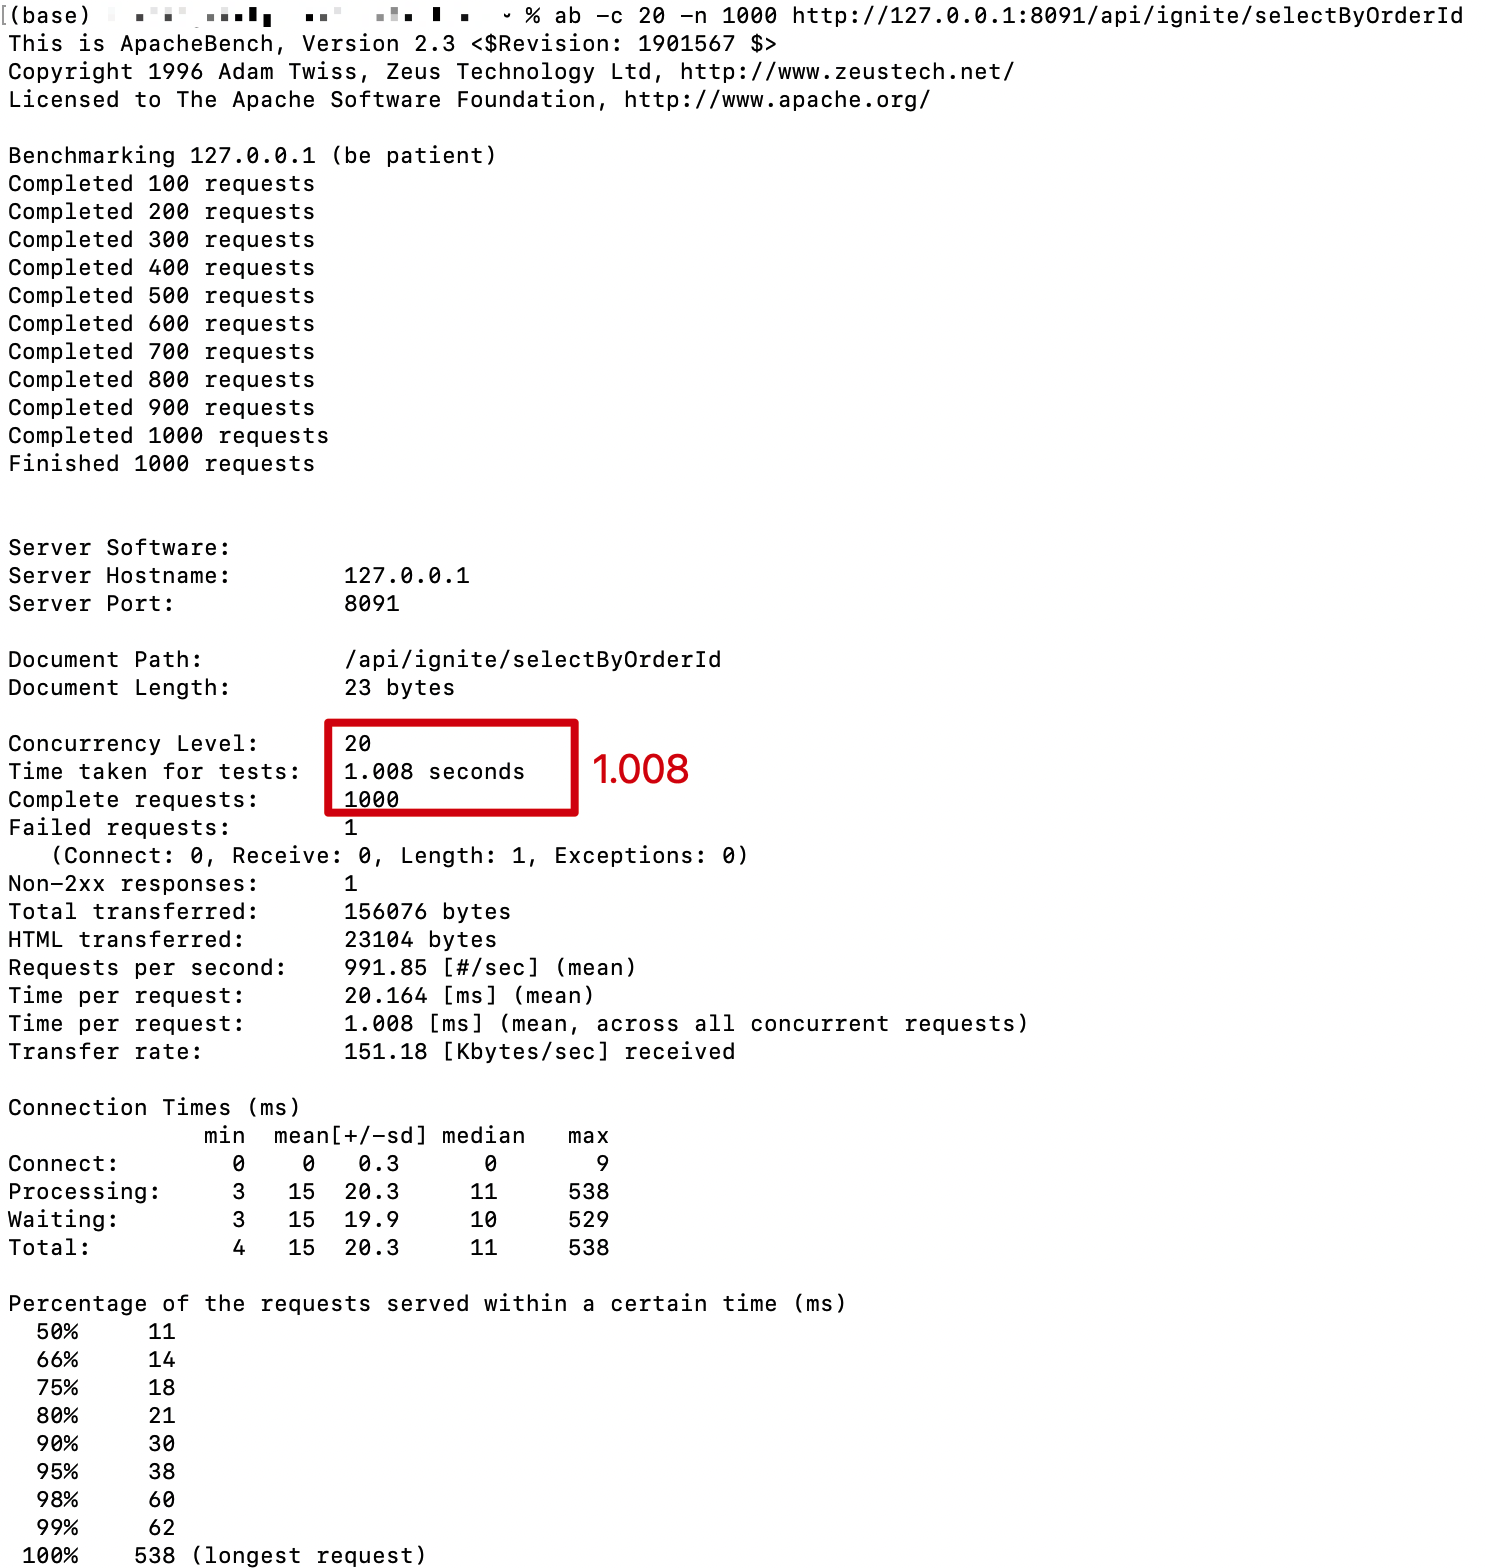 (base) % ab -c 20 -n 1000 http://127.0.0.1:8091/api/ignite/selectByOrderId
This is ApacheBench, Version 2.3 <$Revision: 1901567 $>
Copyright 1996 Adam Twiss, Zeus Technology Ltd, http://www.zeustech.net/
Licensed to The Apache Software Foundation, http://www.apache.org/

Benchmarking 127.0.0.1 (be patient)
Completed 100 requests
Completed 200 requests
Completed 300 requests
Completed 400 requests
Completed 500 requests
Completed 600 requests
Completed 700 requests
Completed 800 requests
Completed 900 requests
Completed 1000 requests
Finished 1000 requests

Server Software:
Server Hostname:        127.0.0.1
Server Port:            8091

Document Path:          /api/ignite/selectByOrderId
Document Length:        23 bytes

Concurrency Level:      20
Time taken for tests:   1.008 seconds
1.008
Complete requests:      1000
Failed requests:        1
   (Connect: 0, Receive: 0, Length: 1, Exceptions: 0)
Non-2xx responses:      1
Total transferred:      156076 bytes
HTML transferred:       23104 bytes
Requests per second:    991.85 [#/sec] (mean)
Time per request:       20.164 [ms] (mean)
Time per request:       1.008 [ms] (mean, across all concurrent requests)
Transfer rate:          151.18 [Kbytes/sec] received

Connection Times (ms)
              min  mean[+/-sd] median   max
Connect:        0    0   0.3      0       9
Processing:     3   15  20.3     11     538
Waiting:        3   15  19.9     10     529
Total:          4   15  20.3     11     538

Percentage of the requests served within a certain time (ms)
  50%     11
  66%     14
  75%     18
  80%     21
  90%     30
  95%     38
  98%     60
  99%     62
 100%    538 (longest request)